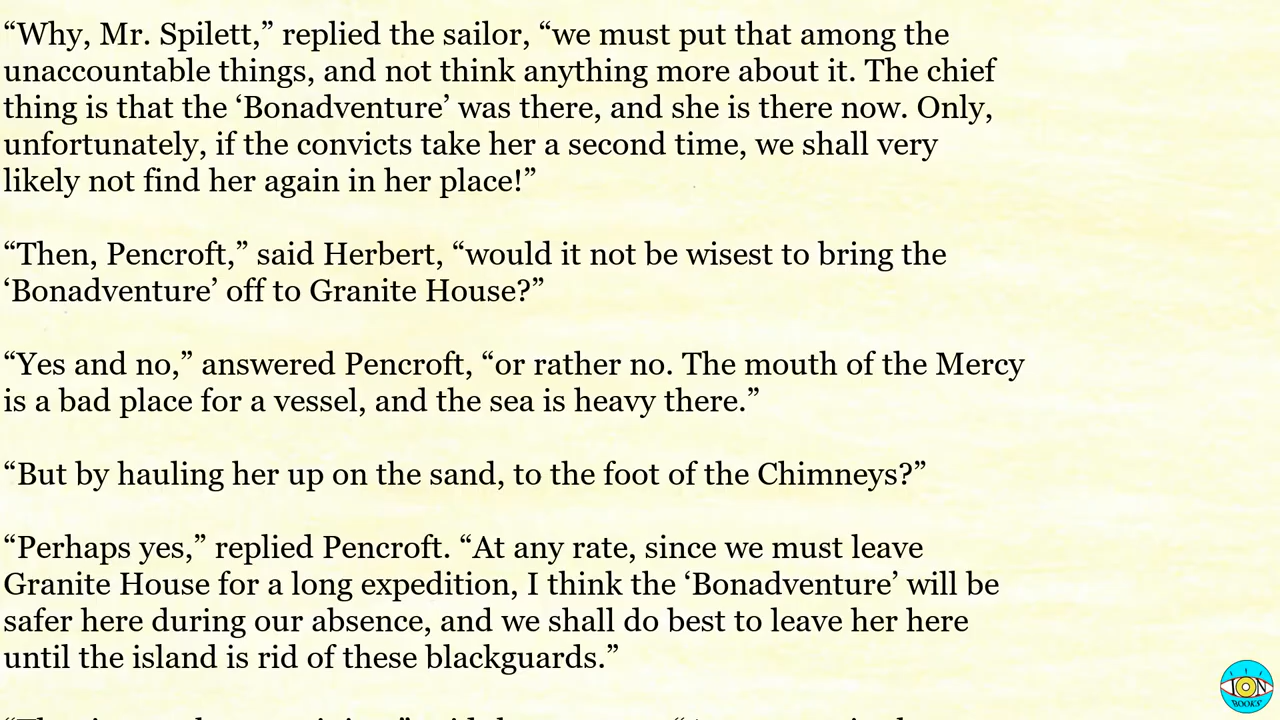 “Why, Mr. Spilett,” replied the sailor, “we must put that among the
unaccountable things, and not think anything more about it. The chief
thing is that the ‘Bonadventure’ was there, and she is there now. Only,
unfortunately, if the convicts take her a second time, we shall very
likely not find her again in her place!”
“Then, Pencroft,” said Herbert, “would it not be wisest to bring the
‘Bonadventure’ off to Granite House?”
“Yes and no,” answered Pencroft, “or rather no. The mouth of the Mercy
is a bad place for a vessel, and the sea is heavy there.”
“But by hauling her up on the sand, to the foot of the Chimneys?”
“Perhaps yes,” replied Pencroft. “At any rate, since we must leave
Granite House for a long expedition, I think the ‘Bonadventure’ will be
safer here during our absence, and we shall do best to leave her here
until the island is rid of these blackguards.”
ION
BOOKS